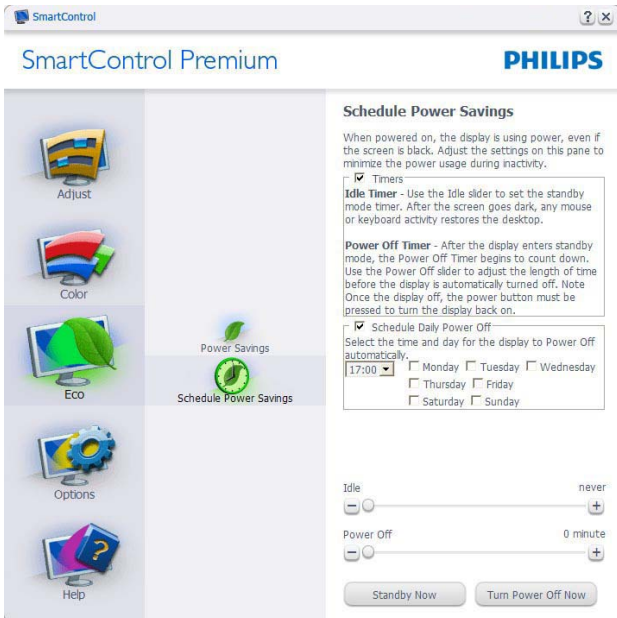 SmartControl
SmartControl Premium
PHILIPS
Adjust
Color
Eco
Options
Help
Power Savings
Schedule Power Savings
Schedule Power Savings
When powered on, the display is using power, even if
the screen is black. Adjust the settings on this pane to
minimize the power usage during inactivity.
Timers
Idle Timer - Use the Idle slider to set the standby
mode timer. After the screen goes dark, any mouse
or keyboard activity restores the desktop.
Power Off Timer - After the display enters standby
mode, the Power Off Timer begins to count down.
Use the Power Off slider to adjust the length of time
before the display is automatically turned off. Note
Once the display off, the power button must be
pressed to turn the display back on.
Schedule Daily Power Off
Select the time and day for the display to Power Off
automatically.
17:00 Monday Tuesday Wednesday
Thursday Friday
Saturday Sunday
Idle never
Power Off 0 minute
Standby Now Turn Power Off Now